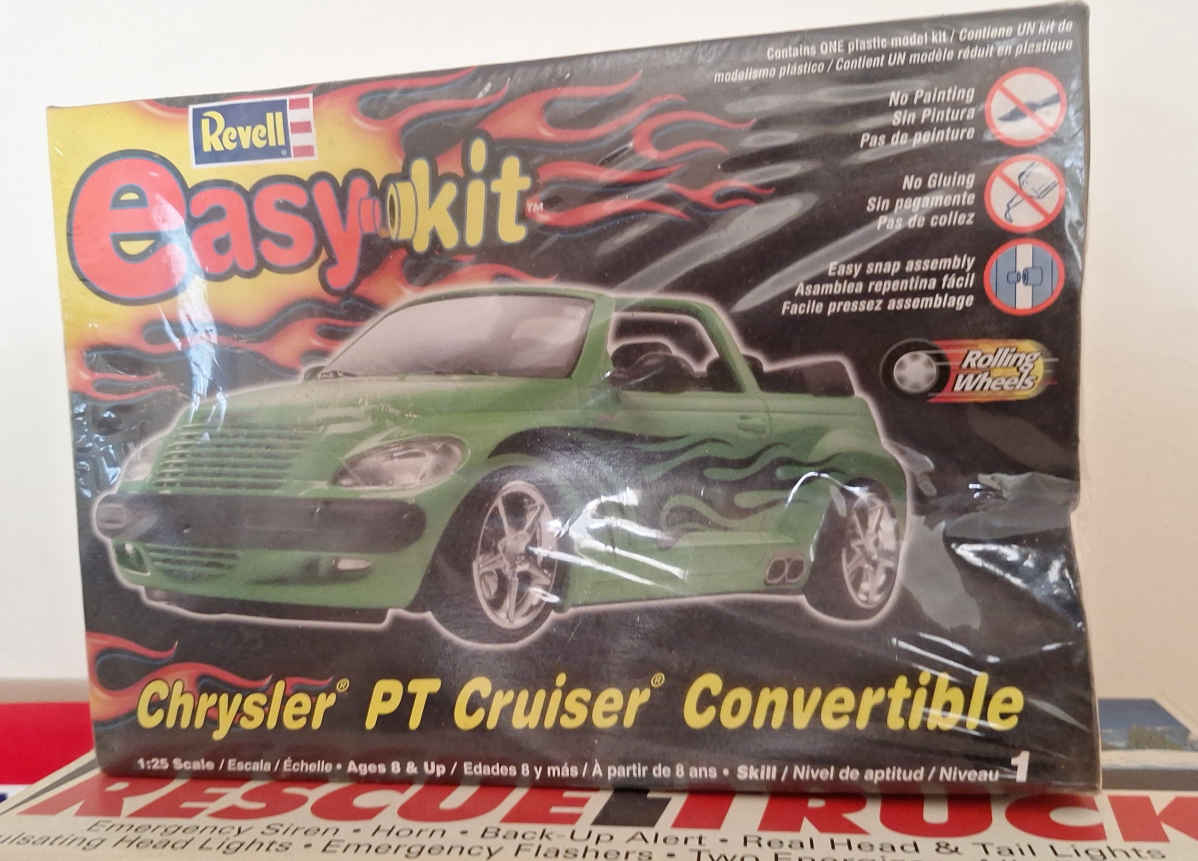 Contains ONE plastic model kit / Contiene UN kit de
modelismo plástico / Contient UN modèle réduit en plastique
Revell
easy kit™
No Painting
Sin Pintura
Pas de peinture
No Gluing
Sin pegamente
Pas de collez
Easy snap assembly
Asamblea repentina fácil
Facile pressez assemblage
Rolling
Wheels
Chrysler® PT Cruiser® Convertible
1:25 Scale / Escala / Échelle • Ages 8 & Up / Edades 8 y más / À partir de 8 ans • Skill / Nivel de aptitud / Niveau 1
RESCUE TRUCK
Emergency Siren • Horn • Back-Up Alert • Real Head & Tail Lights
ulsating Head Lights • Emergency Flashers • Two